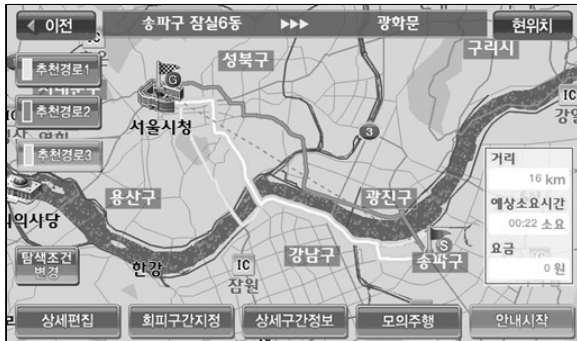 이전
송파구 잠실6동 ▶▶▶ 광화문
현위치
구리시
성북구
추천경로1
추천경로2
추천경로3
G
IC
강일
서울시청
3
거리
16 km
예상소요시간
00:22 소요
요금
0 원
용산구
광진구
의사당
S
송파구
강남구
탐색조건
변경
한강
IC
잠원
상세편집
회피구간지정
상세구간정보
모의주행
안내시작